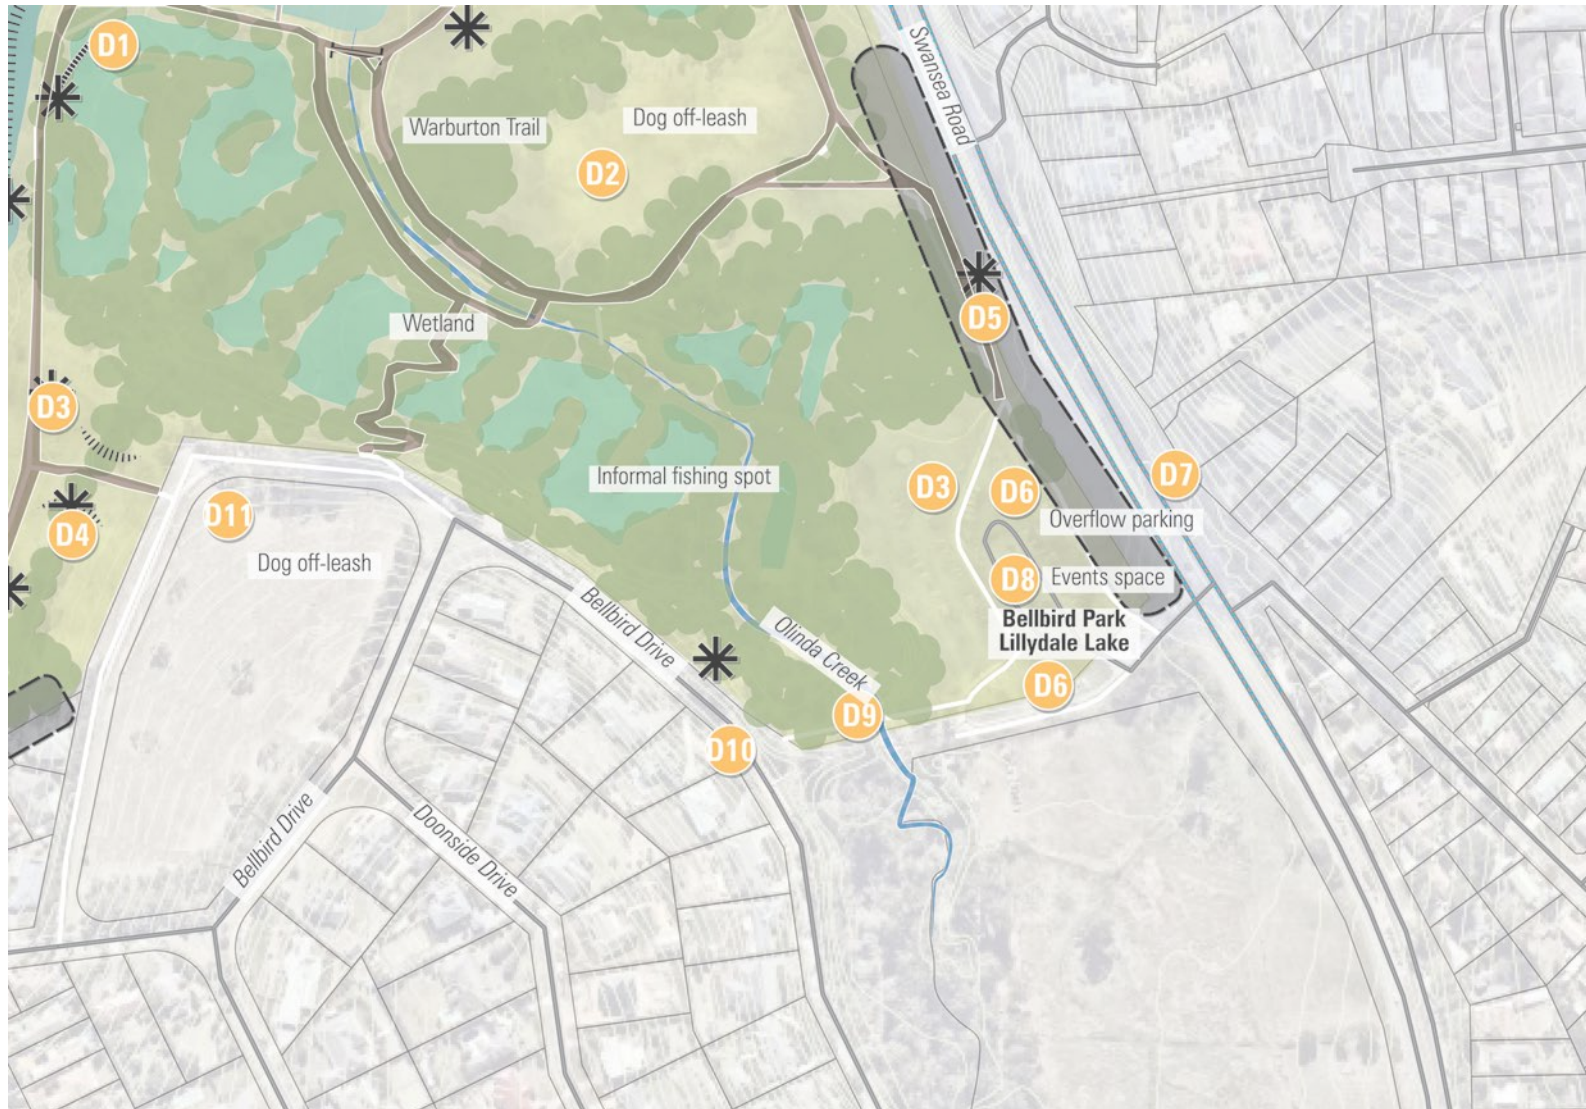 D1
Swansea Road
Warburton Trail
Dog off-leash
D2
D5
Wetland
D3
Informal fishing spot
D3
D6
D7
D4
D11
Overflow parking
Dog off-leash
D8
Events space
Bellbird Park
Lillydale Lake
Bellbird Drive
Olinda Creek
D6
D9
D10
Bellbird Drive
Doonside Drive